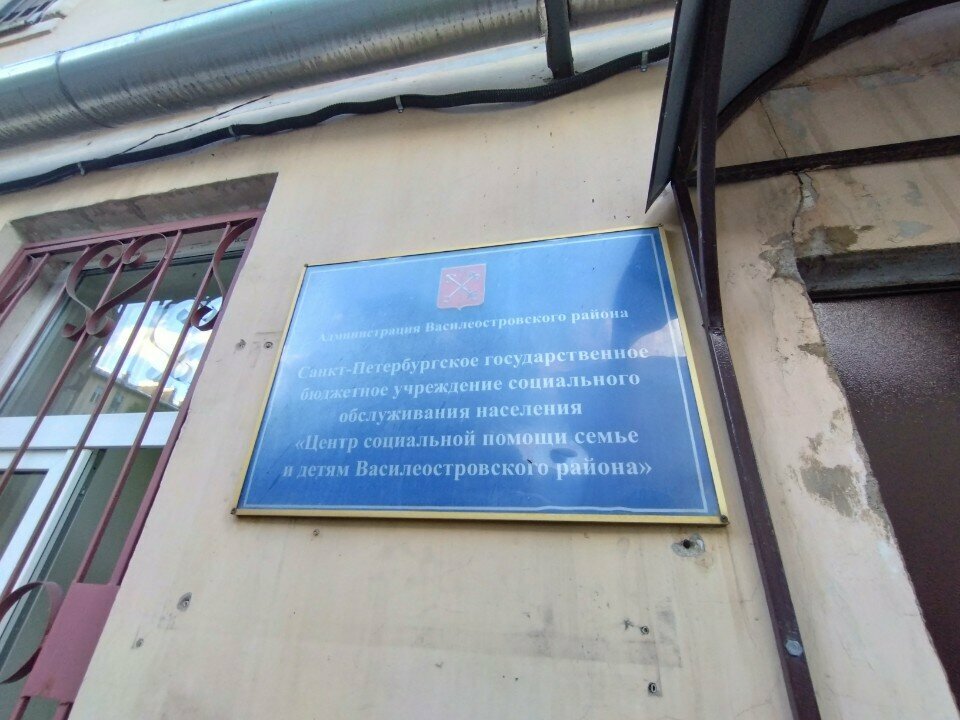 Администрация Василеостровского района
Санкт-Петербургское государственное
бюджетное учреждение социального
обслуживания населения
«Центр социальной помощи семье
и детям Василеостровского района»